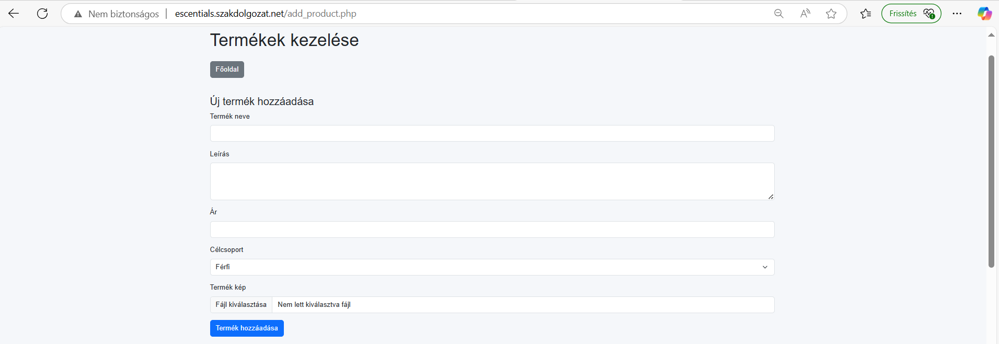 Nem biztonságos | escentials.szakdolgozat.net/add_product.php
Frissítés
Termékek kezelése
Főoldal
Új termék hozzáadása
Termék neve
Leírás
Ár
Célcsoport
Férfi
Termék kép
Fájl kiválasztása Nem lett kiválasztva fájl
Termék hozzáadása